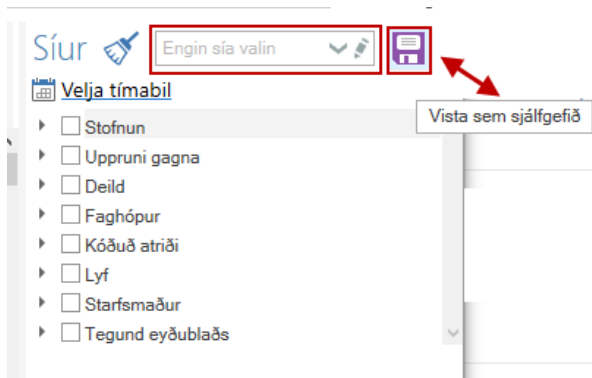 Síur Engin sía valin
Velja tímabil
Vista sem sjálfgefið
Stofnun
Uppruni gagna
Deild
Faghópur
Kóðuð atriði
Lyf
Starfsmaður
Tegund eyðublaðs